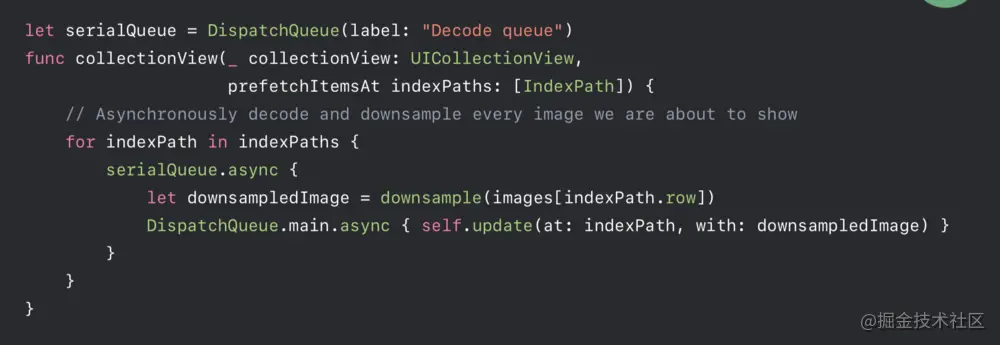 let serialQueue = DispatchQueue(label: "Decode queue")
func collectionView(_ collectionView: UICollectionView,
                    prefetchItemsAt indexPaths: [IndexPath]) {
    // Asynchronously decode and downsample every image we are about to show
    for indexPath in indexPaths {
        serialQueue.async {
            let downsampledImage = downsample(images[indexPath.row])
            DispatchQueue.main.async { self.update(at: indexPath, with: downsampledImage) }
        }
    }
}
@掘金技术社区